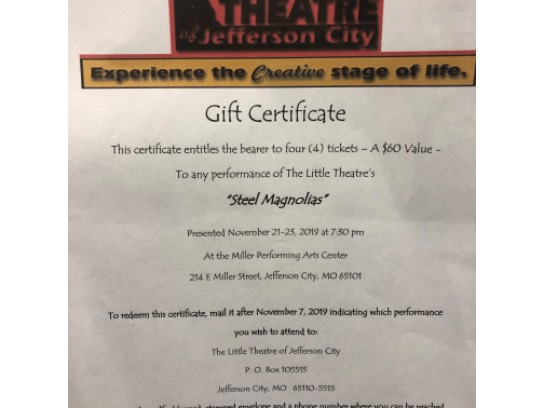 THEATRE
of Jefferson City
Experience the Creative stage of life.
Gift Certificate
This certificate entitles the bearer to four (4) tickets – A $60 Value –
To any performance of The Little Theatre's
"Steel Magnolias"
Presented November 21-23, 2019 at 7:30 pm
At the Miller Performing Arts Center
214 E Miller Street, Jefferson City, MO 65101
To redeem this certificate, mail it after November 7, 2019 indicating which performance
you wish to attend to:
The Little Theatre of Jefferson City
P. O. Box 105515
Jefferson City, MO 65110-5515
stamped envelope and a phone number where you can be reached